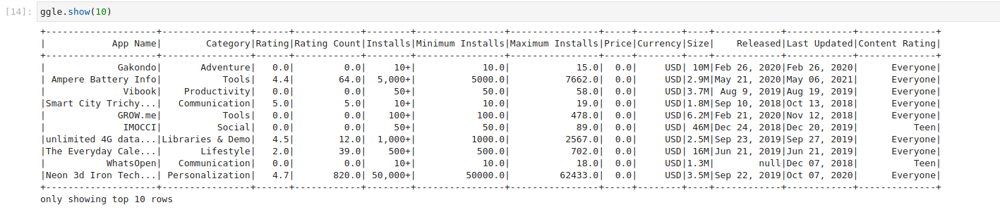 [14]: ggle.show(10)
+--------------------+----------------+------+------------+--------+----------------+----------------+-----+--------+----+------------+------------+--------------+
|            App Name|        Category|Rating|Rating Count|Installs|Minimum Installs|Maximum Installs|Price|Currency|Size|    Released|Last Updated|Content Rating|
+--------------------+----------------+------+------------+--------+----------------+----------------+-----+--------+----+------------+------------+--------------+
|             Gakondo|       Adventure|   0.0|         0.0|     10+|            10.0|            15.0|  0.0|     USD| 10M|Feb 26, 2020|Feb 26, 2020|      Everyone|
| Ampere Battery Info|           Tools|   4.4|        64.0|  5,000+|          5000.0|          7662.0|  0.0|     USD|2.9M|May 21, 2020|May 06, 2021|      Everyone|
|              Vibook|    Productivity|   0.0|         0.0|     50+|            50.0|            58.0|  0.0|     USD|3.7M| Aug 9, 2019|Aug 19, 2019|      Everyone|
|Smart City Trichy...|   Communication|   5.0|         5.0|     10+|            10.0|            19.0|  0.0|     USD|1.8M|Sep 10, 2018|Oct 13, 2018|      Everyone|
|             GROW.me|           Tools|   0.0|         0.0|    100+|           100.0|           478.0|  0.0|     USD|6.2M|Feb 21, 2020|Nov 12, 2018|      Everyone|
|              IMOCCI|          Social|   0.0|         0.0|     50+|            50.0|            89.0|  0.0|     USD| 46M|Dec 24, 2018|Dec 20, 2019|          Teen|
|unlimited 4G data...|Libraries & Demo|   4.5|        12.0|  1,000+|          1000.0|          2567.0|  0.0|     USD|2.5M|Sep 23, 2019|Sep 27, 2019|      Everyone|
|The Everyday Cale...|       Lifestyle|   2.0|        39.0|    500+|           500.0|           702.0|  0.0|     USD| 16M|Jun 21, 2019|Jun 21, 2019|      Everyone|
|           WhatsOpen|   Communication|   0.0|         0.0|     10+|            10.0|            18.0|  0.0|     USD|1.3M|        null|Dec 07, 2018|          Teen|
|Neon 3d Iron Tech...| Personalization|   4.7|       820.0| 50,000+|         50000.0|         62433.0|  0.0|     USD|3.5M|Sep 22, 2019|Oct 07, 2020|      Everyone|
+--------------------+----------------+------+------------+--------+----------------+----------------+-----+--------+----+------------+------------+--------------+
only showing top 10 rows